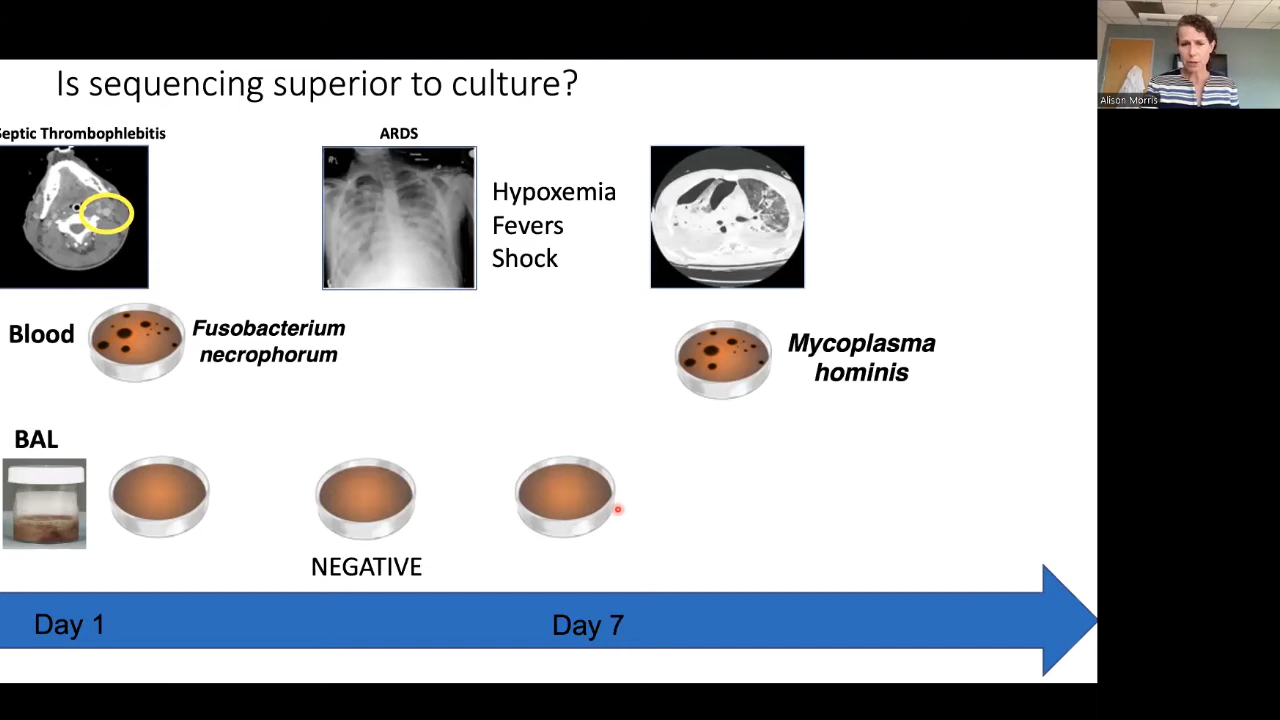 Is sequencing superior to culture?
Septic Thrombophlebitis
ARDS
Hypoxemia
Fevers
Shock
Blood
Fusobacterium
necrophorum
Mycoplasma
hominis
BAL
NEGATIVE
Day 1
Day 7
Alison Morris